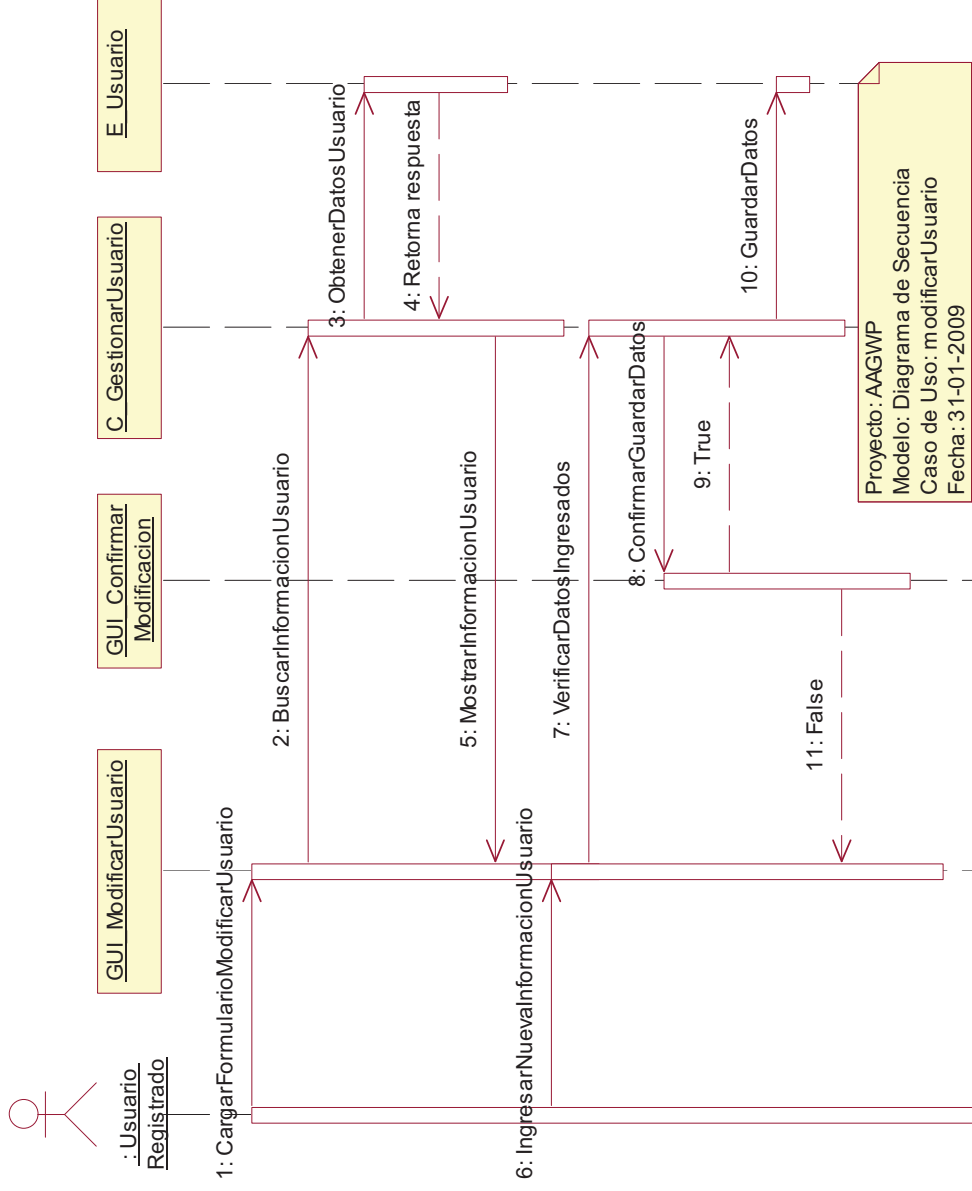 : Usuario
Registrado
GUI_ModificarUsuario
GUI_Confirmar
Modificacion
C_GestionarUsuario
E_Usuario
1: CargarFormularioModificarUsuario
2: BuscarInformacionUsuario
3: ObtenerDatosUsuario
4: Retorna respuesta
5: MostrarInformacionUsuario
6: IngresarNuevaInformacionUsuario
7: VerificarDatosIngresados
8: ConfirmarGuardarDatos
9: True
10: GuardarDatos
11: False
Proyecto: AAGWP
Modelo: Diagrama de Secuencia
Caso de Uso: modificarUsuario
Fecha: 31-01-2009